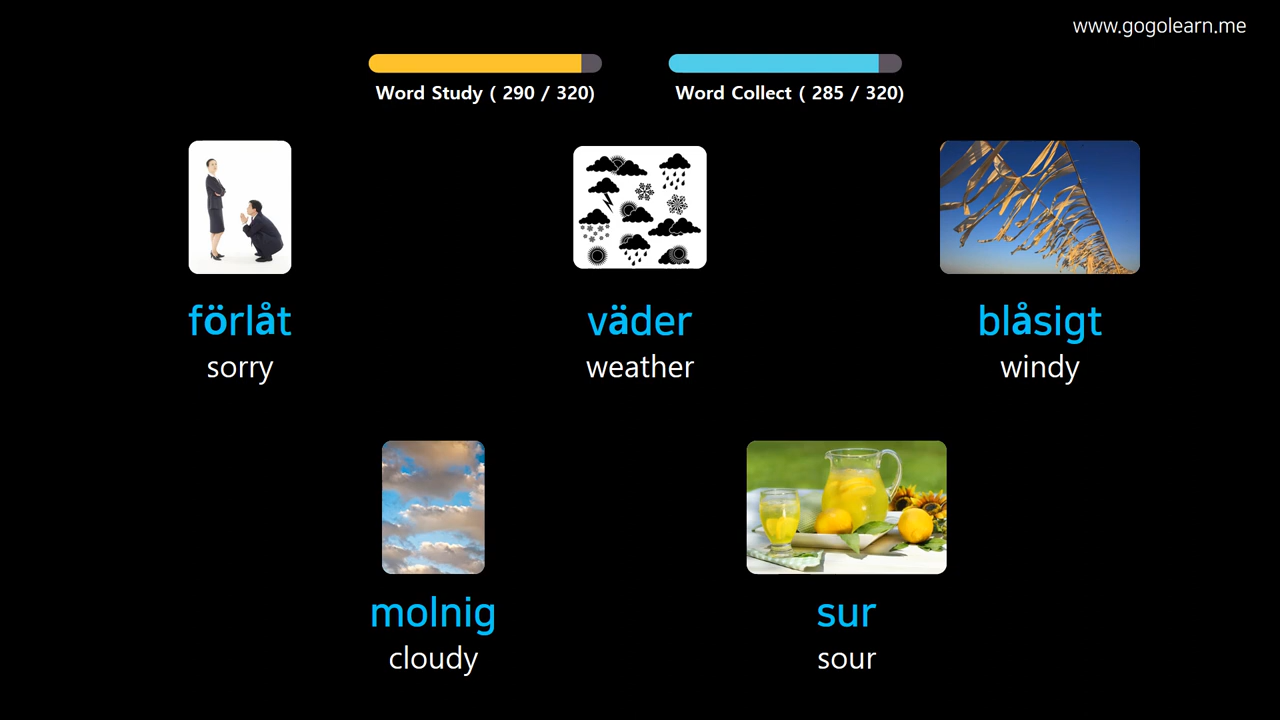 www.gogolearn.me
Word Study ( 290 / 320)
Word Collect ( 285 / 320)
förlåt
sorry
väder
weather
blåsigt
windy
molnig
cloudy
sur
sour